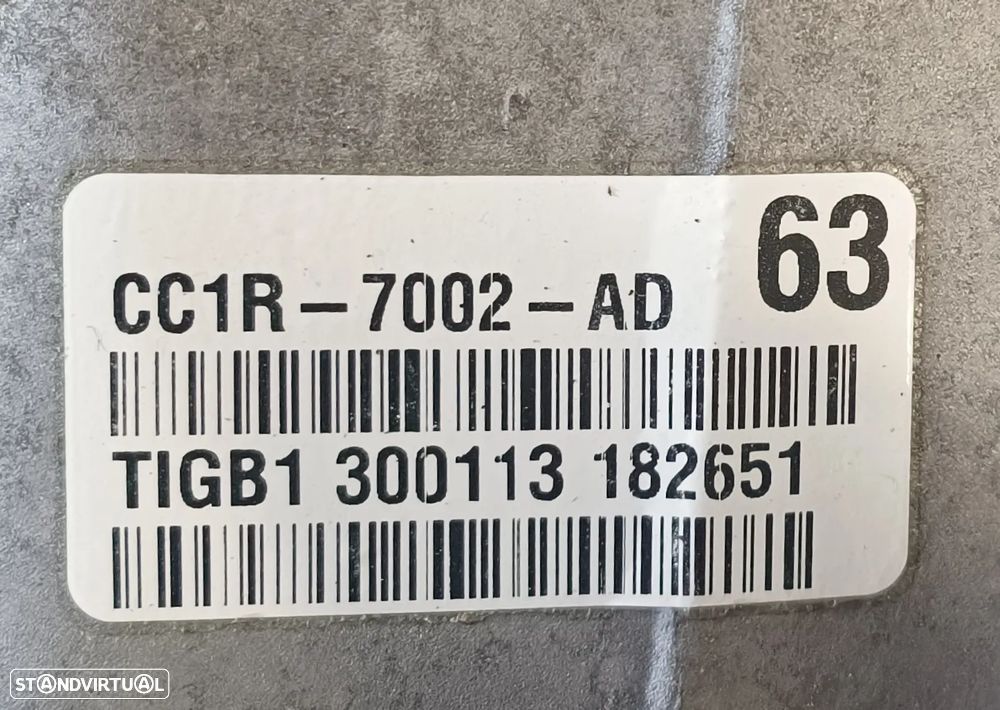 63
CC1R-7002-AD
TIGB1 300113 182651
STANDVIRTUAL